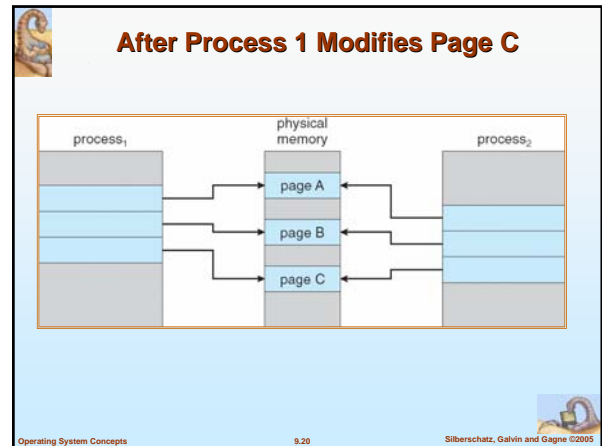 After Process 1 Modifies Page C
process₁
physical
memory
process₂
page A
page B
page C
Operating System Concepts
9.20
Silberschatz, Galvin and Gagne ©2005